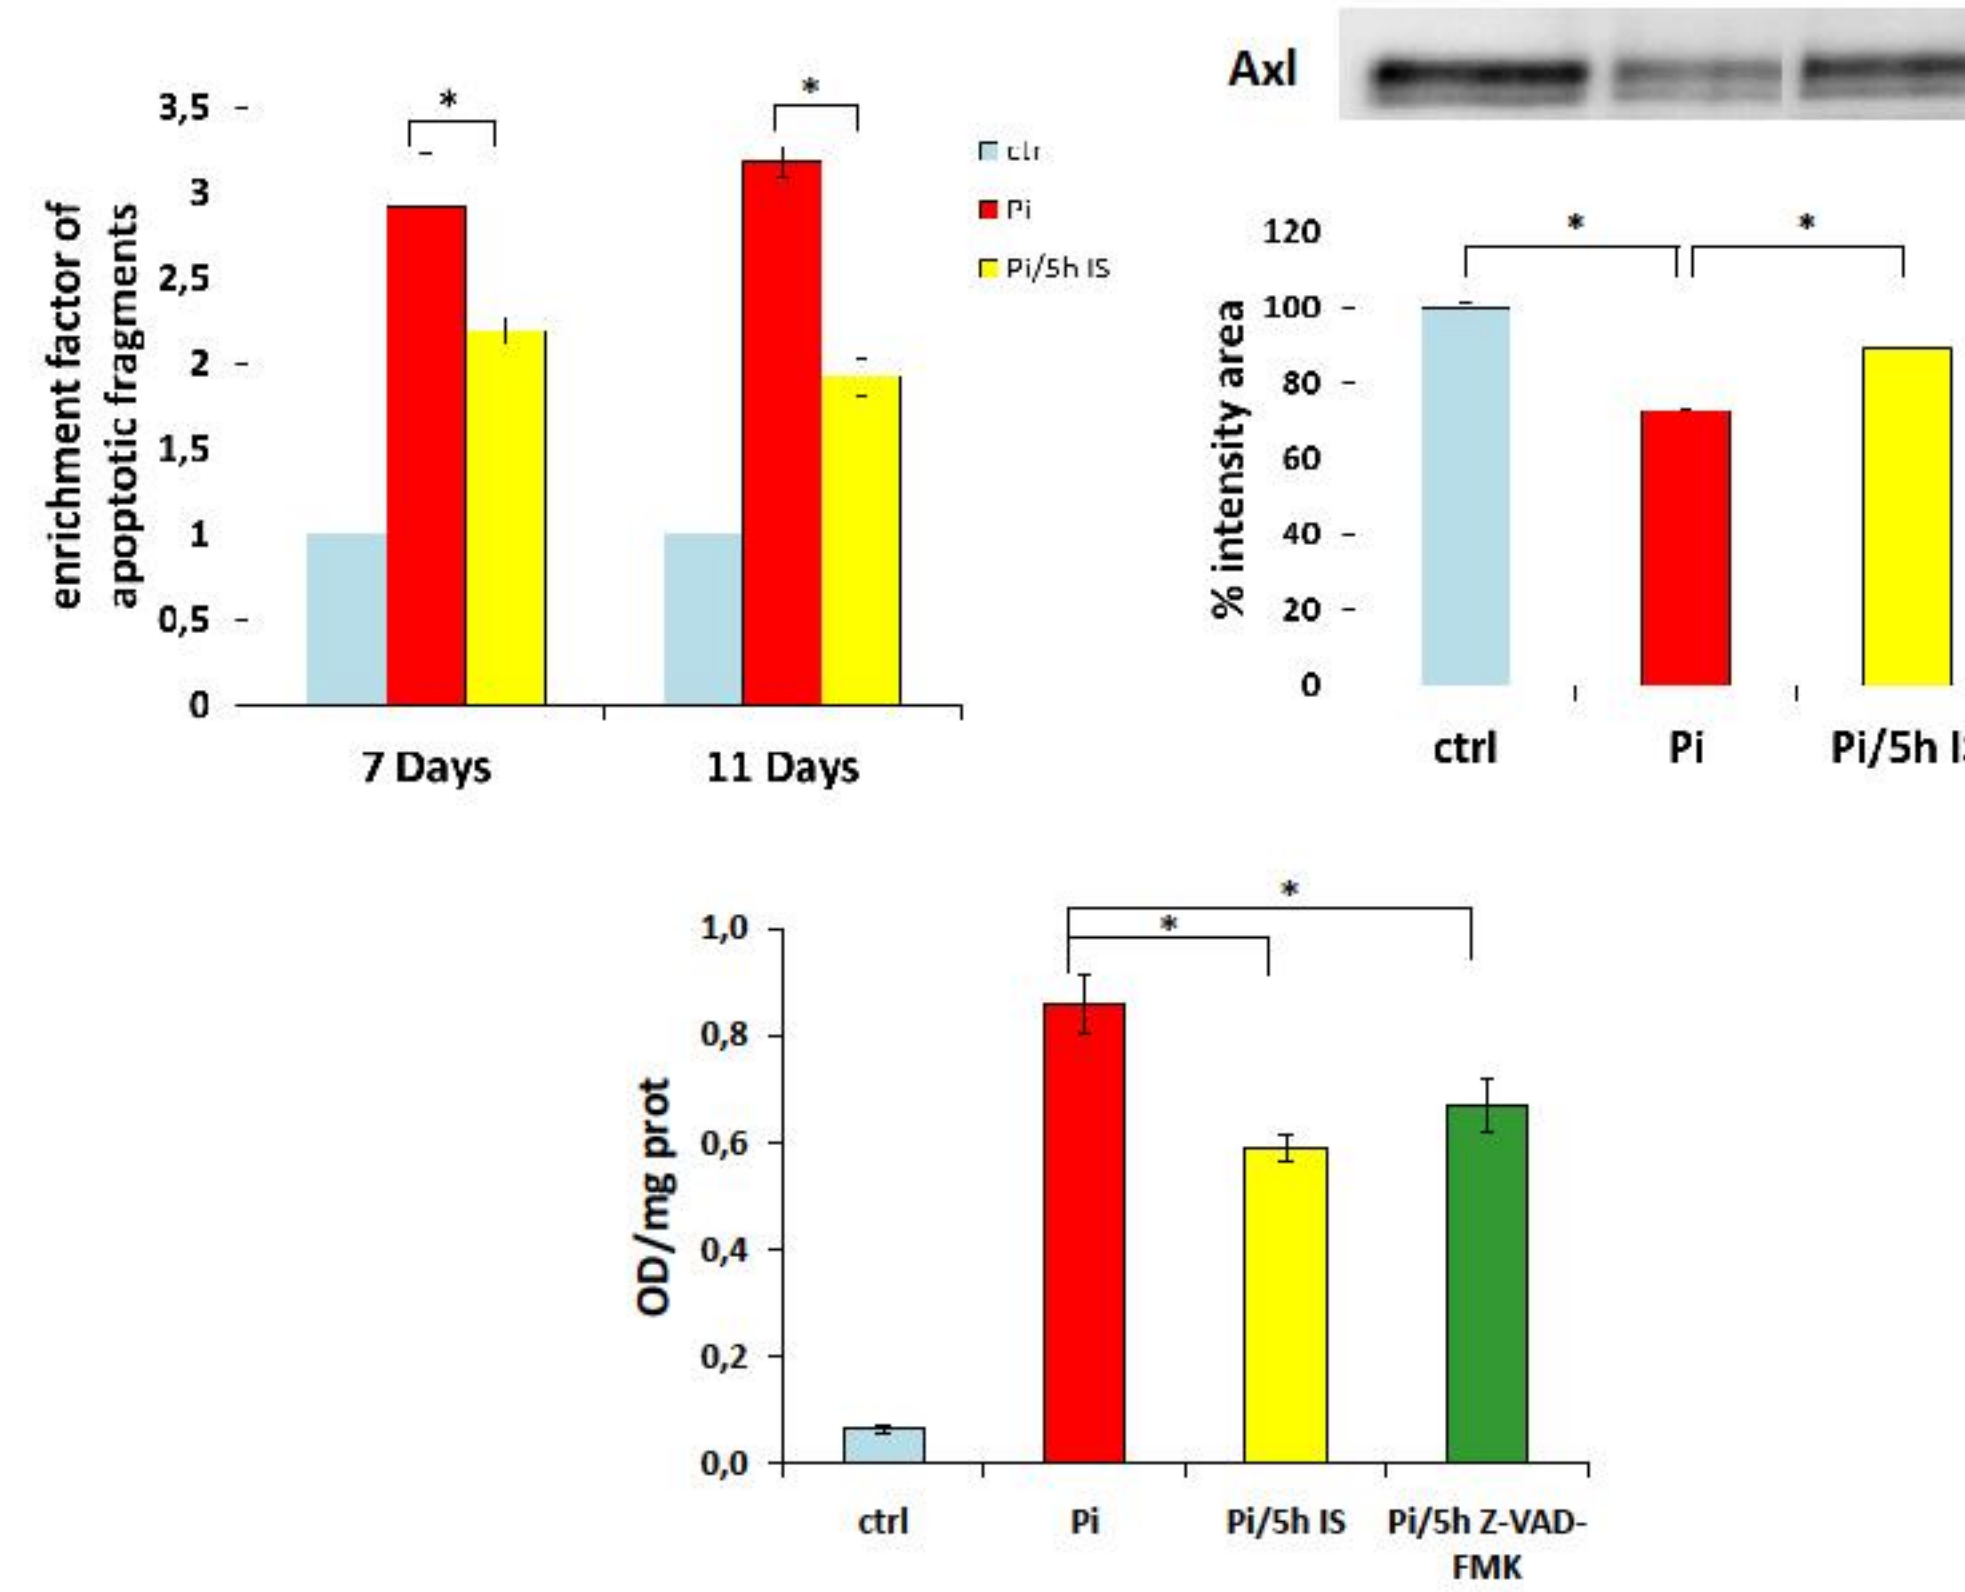 *
*
3,5
3
2,5
2
1,5
1
0,5
0
enrichment factor of
apoptotic fragments
7 Days
11 Days
ctr
Pi
Pi/5h IS
Axl
*
*
120
100
80
60
40
20
0
% intensity area
ctrl
Pi
Pi/5h I
*
*
1,0
0,8
0,6
0,4
0,2
0,0
OD/mg prot
ctrl
Pi
Pi/5h IS
Pi/5h Z-VAD-
FMK